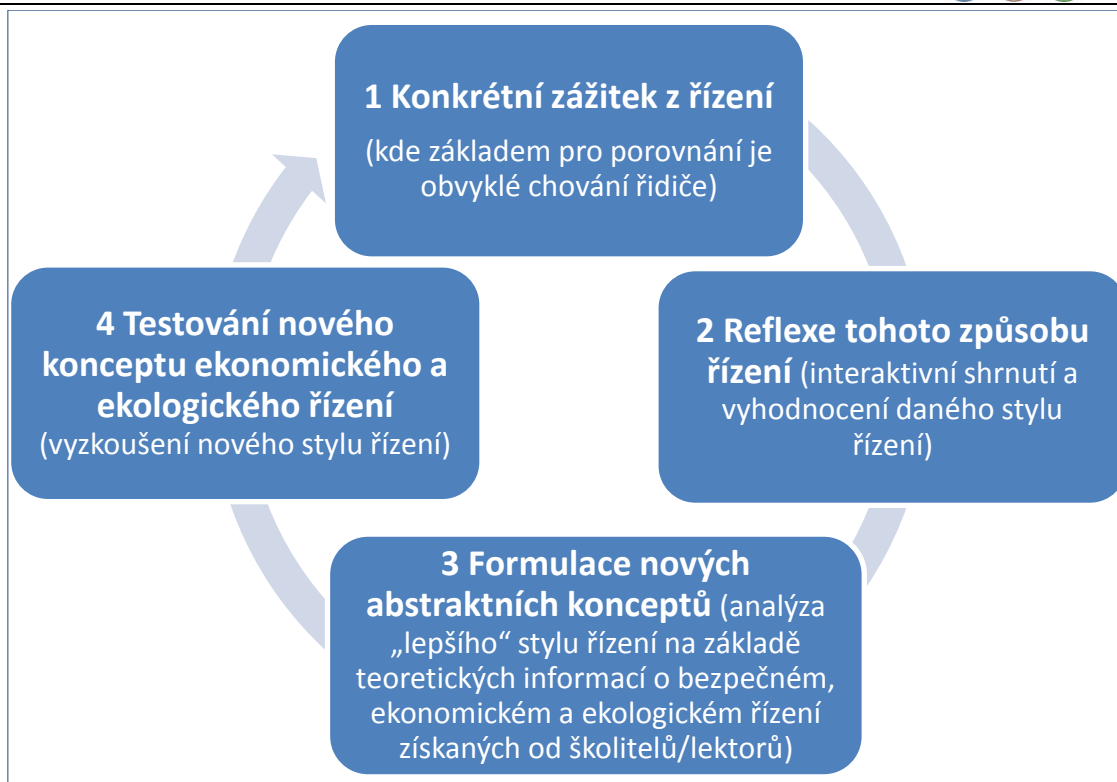 1 Konkrétní zážitek z řízení
(kde základem pro porovnání je
obvyklé chování řidiče)
2 Reflexe tohoto způsobu
řízení (interaktivní shrnutí a
vyhodnocení daného stylu
řízení)
3 Formulace nových
abstraktních konceptů (analýza
„lepšího“ stylu řízení na základě
teoretických informací o bezpečném,
ekonomickém a ekologickém řízení
získaných od školitelů/lektorů)
4 Testování nového
konceptu ekonomického a
ekologického řízení
(vyzkoušení nového stylu řízení)